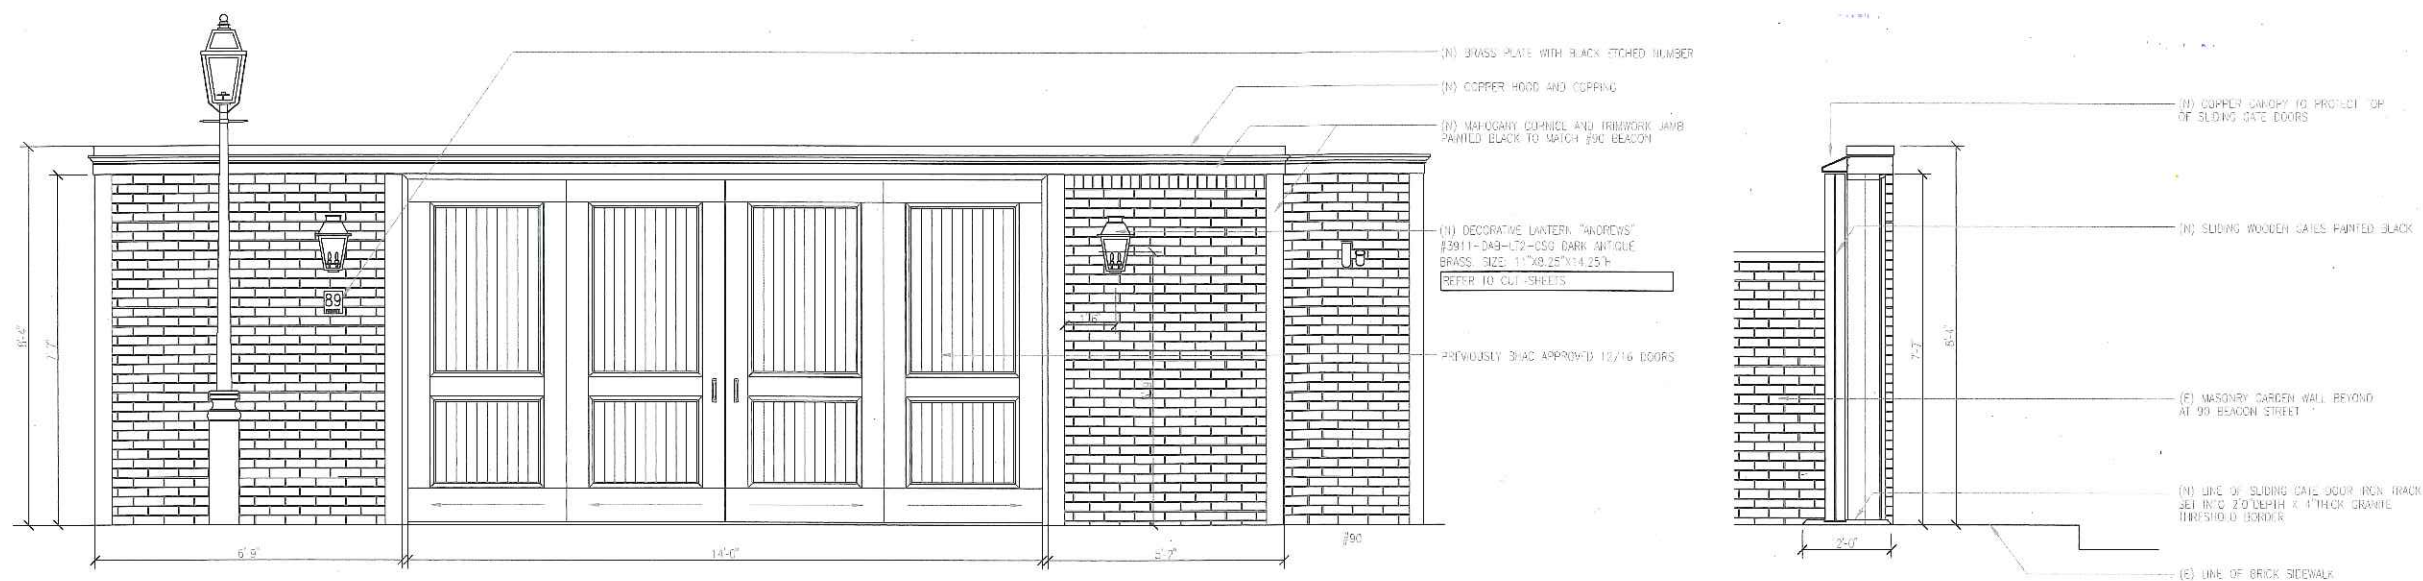 (N) BRASS PLATE WITH BLACK ETCHED NUMBER
(N) COPPER HOOD AND COPPING
(N) MAHOGANY CORNICE AND TRIMWORK JAMB
PAINTED BLACK TO MATCH #90 BEACON
(N) DECORATIVE LANTERN "ANDREWS"
#3911-DAB-LT2-CSG DARK ANTIQUE
BRASS. SIZE: 11"X8.25"X14.25"H
REFER TO CUT-SHEETS
PREVIOUSLY BHAC APPROVED 12/16 DOORS
89
1'6"
8'-4"
7'-7"
6'-9"
14'-0"
5'-7"
#90
(N) COPPER CANOPY TO PROTECT TOP
OF SLIDING GATE DOORS
(N) SLIDING WOODEN GATES PAINTED BLACK
(E) MASONRY GARDEN WALL BEYOND
AT 90 BEACON STREET
(N) LINE OF SLIDING GATE DOOR IRON TRACK
SET INTO 2'0"DEPTH X 4"THICK GRANITE
THRESHOLD BORDER
(E) LINE OF BRICK SIDEWALK
7'-7"
8'-4"
2'-0"